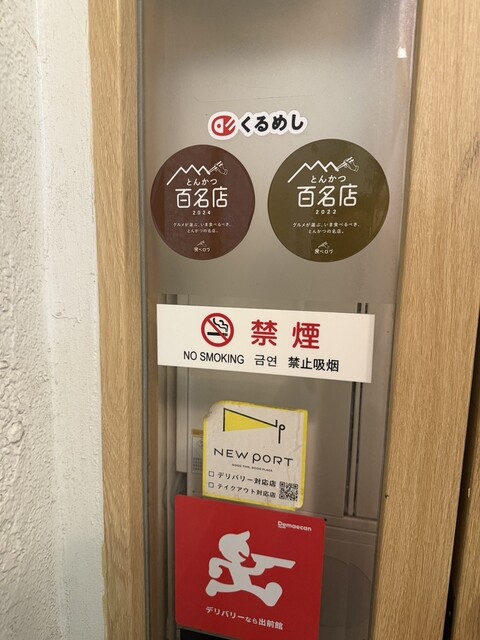 くるめし
とんかつ
百名店
2024
グルメが選ぶ、いま食べるべき、
とんかつの名店。
食べログ
とんかつ
百名店
2022
グルメが選ぶ、いま食べるべき、
とんかつの名店。
食べログ
禁煙
NO SMOKING 금연 禁止吸烟
NEW PORT
□ デリバリー対応店
□ テイクアウト対応店
Demaecan
デリバリーなら出前館